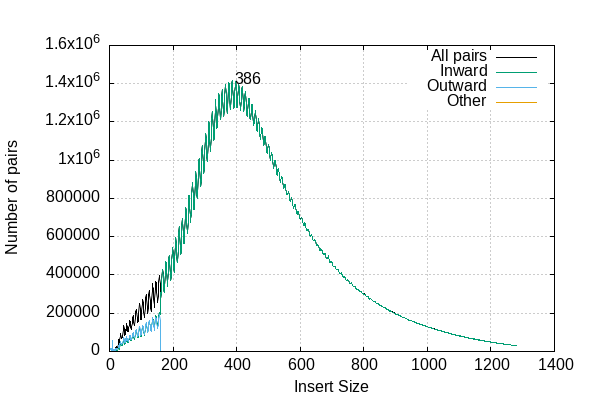 1.6x10^6
1.4x10^6
1.2x10^6
1x10^6
800000
600000
400000
200000
0
Number of pairs
All pairs
Inward
Outward
Other
386
0 200 400 600 800 1000 1200 1400
Insert Size